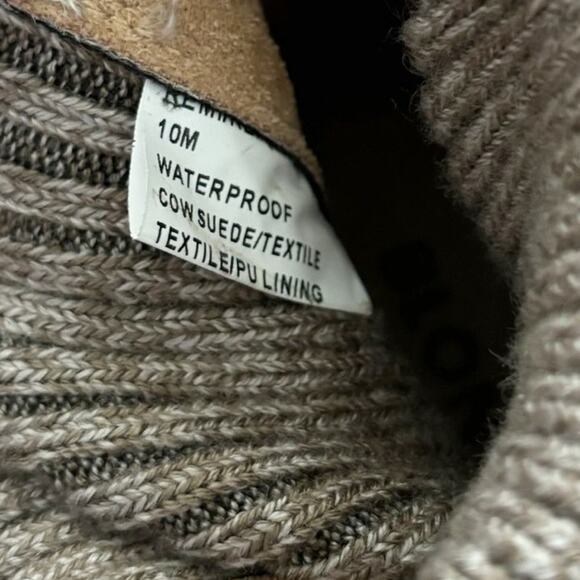 10M
WATERPROOF
COW SUEDE/TEXTILE
TEXTILE/PU LINING